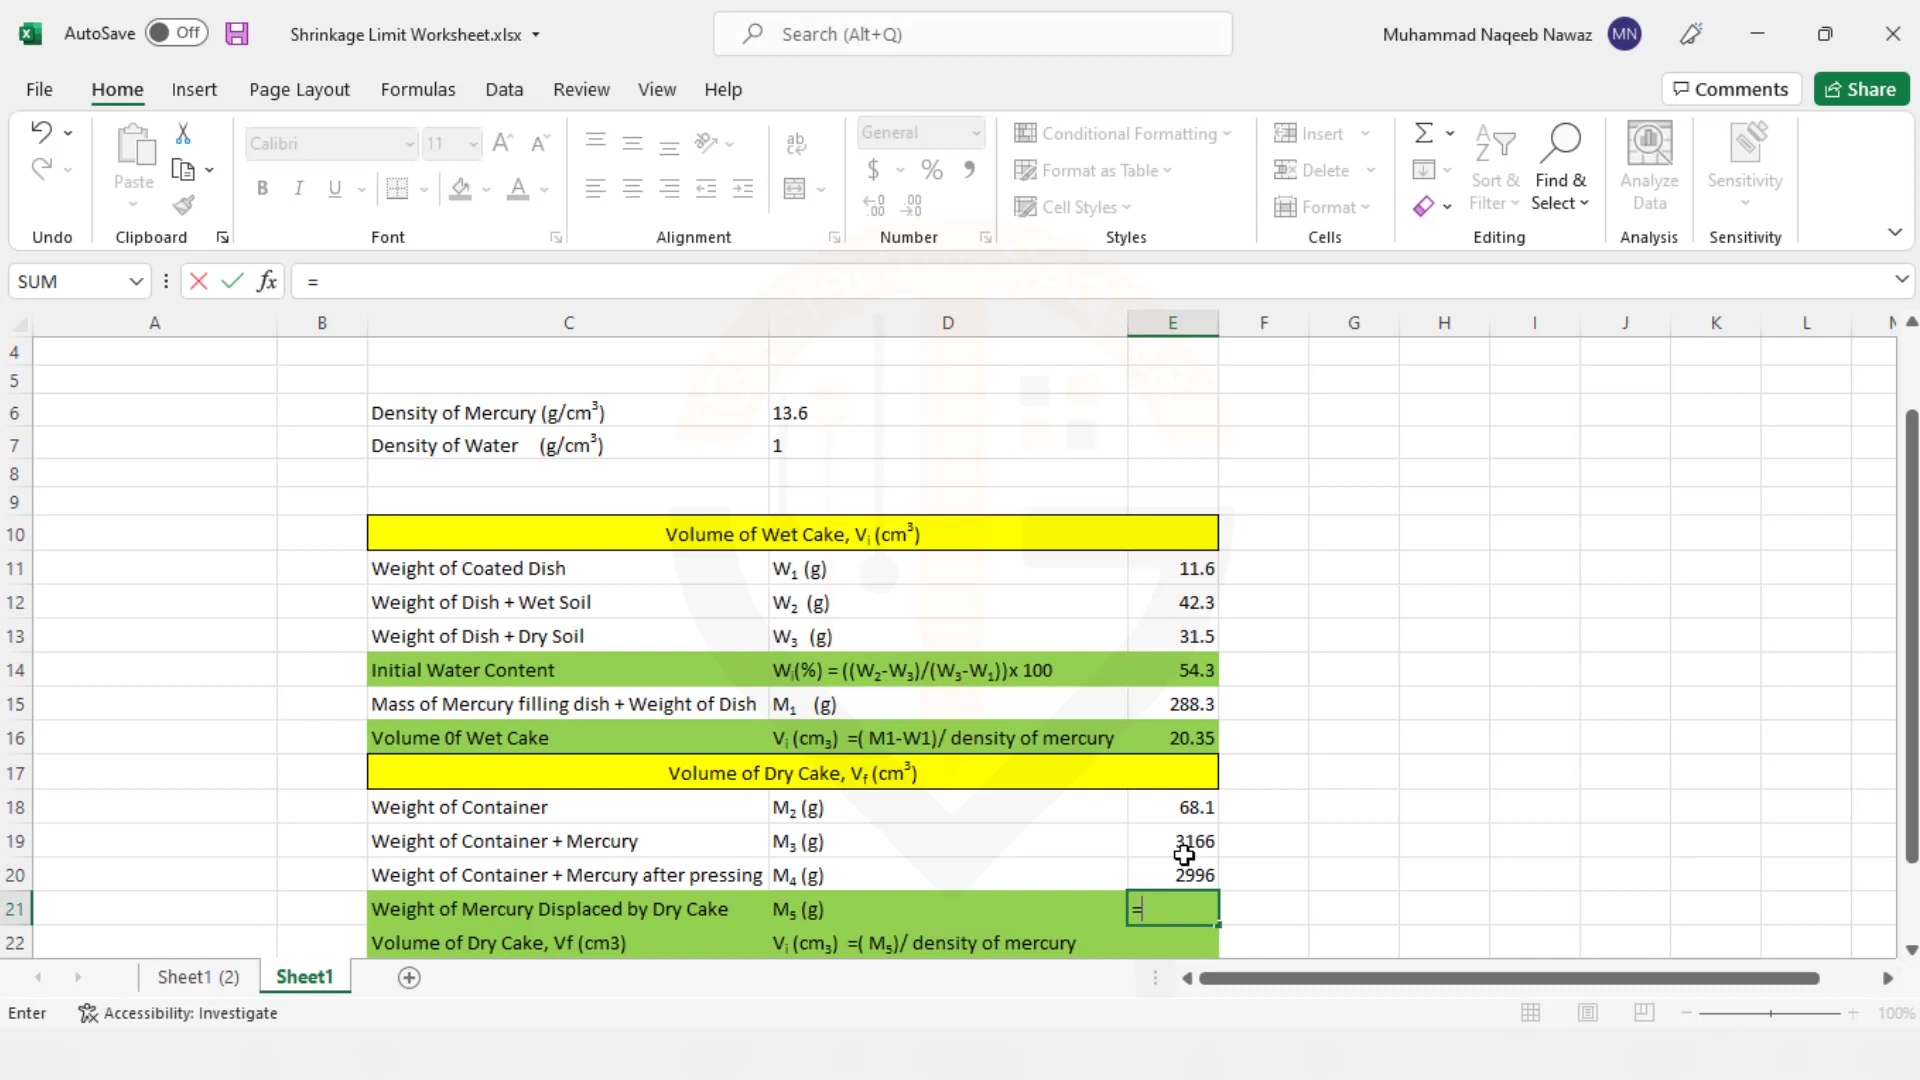 AutoSave Off Shrinkage Limit Worksheet.xlsx Search (Alt+Q) Muhammad Naqeeb Nawaz MN
File Home Insert Page Layout Formulas Data Review View Help Comments Share
Calibri 11 General Conditional Formatting Insert
Paste $ % Format as Table Delete Sort & Filter Find & Select Analyze Data Sensitivity
B I U A Cell Styles Format
Undo Clipboard Font Alignment Number Styles Cells Editing Analysis Sensitivity
SUM fx =
A B C D E F G H I J K L
4
5
6 Density of Mercury (g/cm³) 13.6
7 Density of Water (g/cm³) 1
8
9
10 Volume of Wet Cake, Vᵢ (cm³)
11 Weight of Coated Dish W₁ (g) 11.6
12 Weight of Dish + Wet Soil W₂ (g) 42.3
13 Weight of Dish + Dry Soil W₃ (g) 31.5
14 Initial Water Content Wᵢ(%) = ((W₂-W₃)/(W₃-W₁))x 100 54.3
15 Mass of Mercury filling dish + Weight of Dish M₁ (g) 288.3
16 Volume 0f Wet Cake Vᵢ (cm₃) =( M1-W1)/ density of mercury 20.35
17 Volume of Dry Cake, V_f (cm³)
18 Weight of Container M₂ (g) 68.1
19 Weight of Container + Mercury M₃ (g) 3166
20 Weight of Container + Mercury after pressing M₄ (g) 2996
21 Weight of Mercury Displaced by Dry Cake M₅ (g) =
22 Volume of Dry Cake, Vf (cm3) Vᵢ (cm₃) =( M₅)/ density of mercury
Sheet1 (2) Sheet1
Enter Accessibility: Investigate 100%